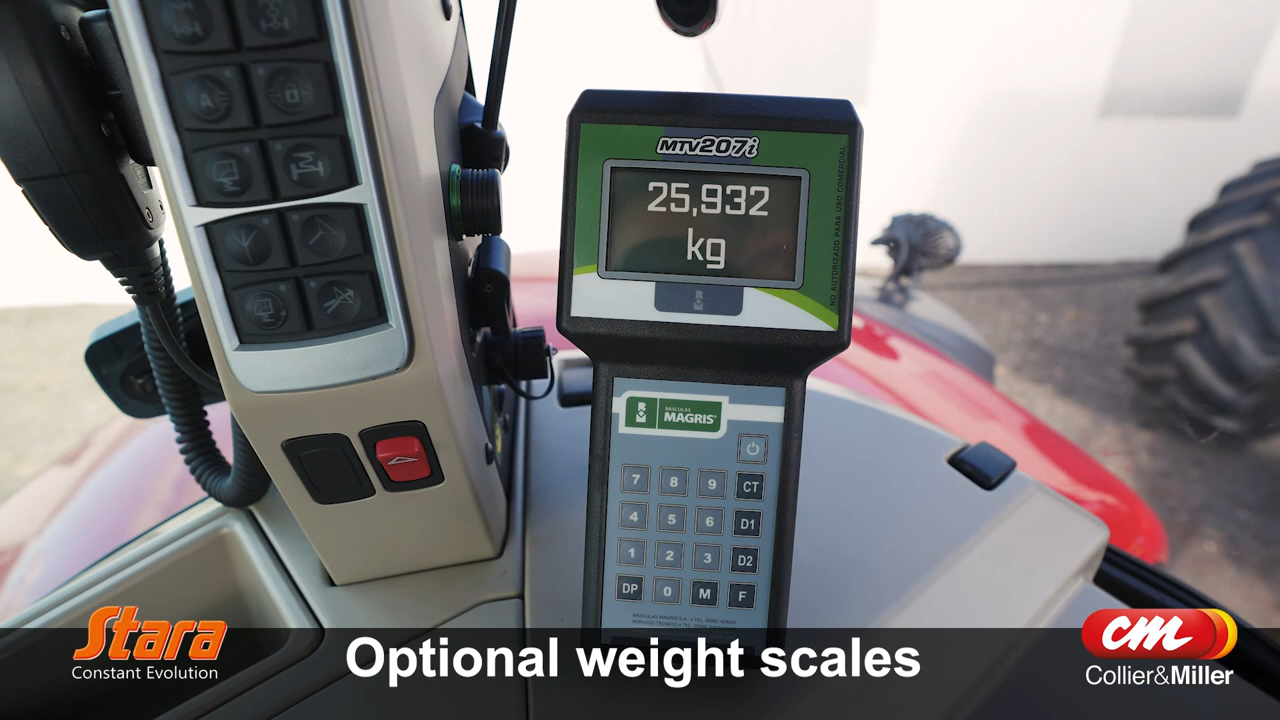 MTV207i
25,932
kg
NO AUTORIZADO PARA USO COMERCIAL
BÁSCULAS
MAGRIS
7 8 9 CT
4 5 6 D1
1 2 3 D2
DP 0 M F
Stara
Constant Evolution
Optional weight scales
cm
Collier&Miller